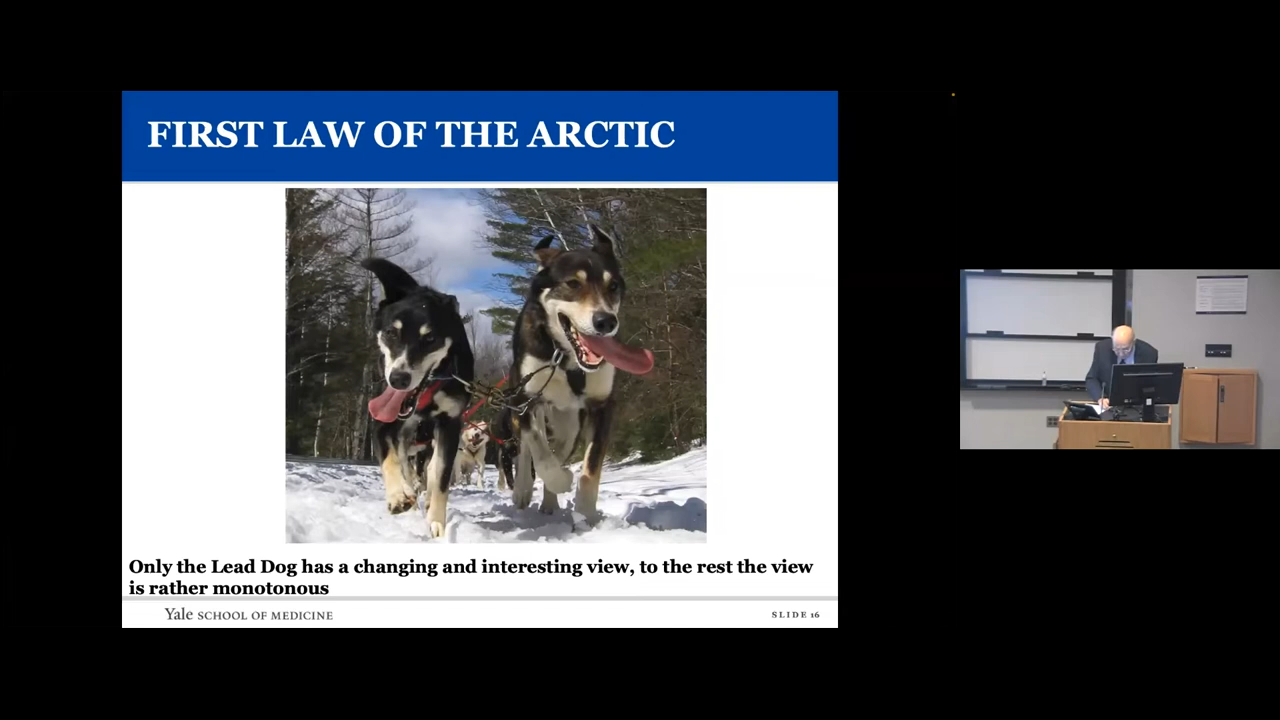 FIRST LAW OF THE ARCTIC
Only the Lead Dog has a changing and interesting view, to the rest the view
is rather monotonous
Yale SCHOOL OF MEDICINE
SLIDE 16